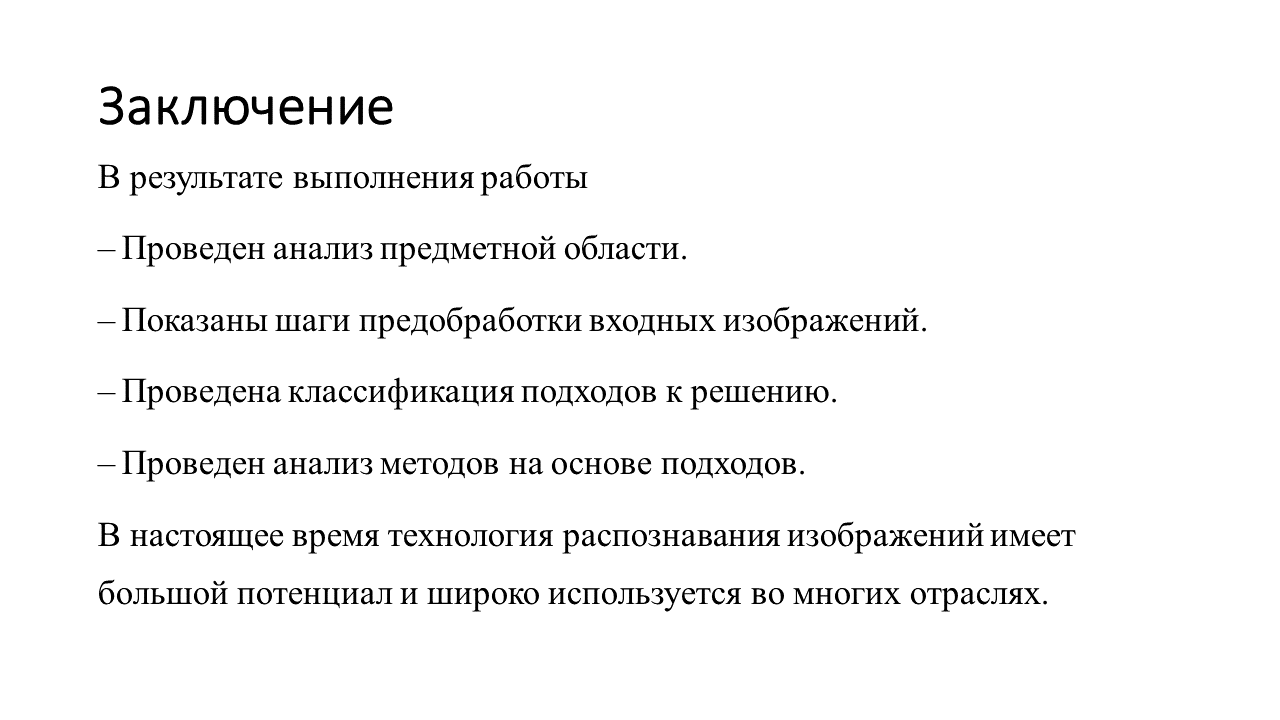 Заключение
В результате выполнения работы
– Проведен анализ предметной области.
– Показаны шаги предобработки входных изображений.
– Проведена классификация подходов к решению.
– Проведен анализ методов на основе подходов.
В настоящее время технология распознавания изображений имеет
большой потенциал и широко используется во многих отраслях.